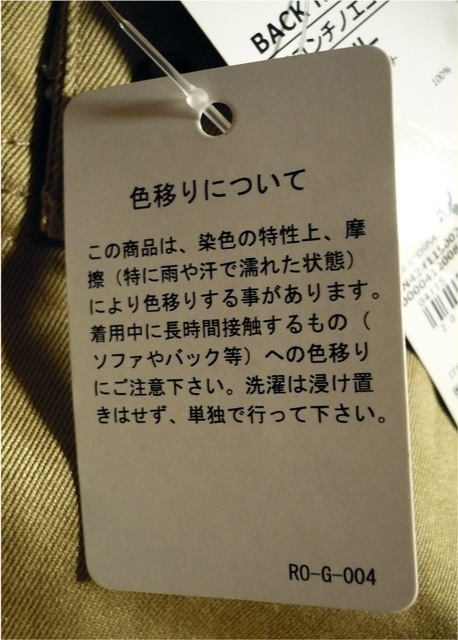 BACK
色移りについて
この商品は、染色の特性上、摩
擦（特に雨や汗で濡れた状態）
により色移りする事があります。
着用中に長時間接触するもの（
ソファやバック等）への色移り
にご注意下さい。洗濯は浸け置
きはせず、単独で行って下さい。
RO-G-004
100%